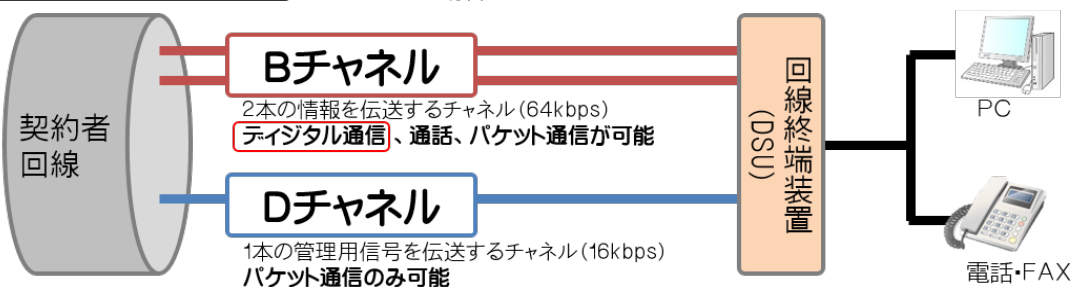 契約者
回線
Bチャネル
2本の情報を伝送するチャネル(64kbps)
ディジタル通信、通話、パケット通信が可能
Dチャネル
1本の管理用信号を伝送するチャネル(16kbps)
パケット通信のみ可能
回線終端装置
(DSU)
PC
電話・FAX